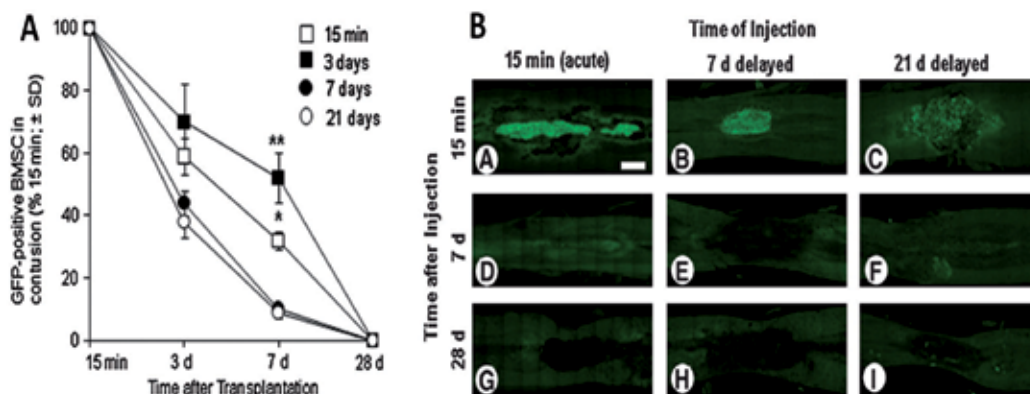 A
100
80
60
40
20
0
GFP-positive BMSC in
contusion (% 15 min; ± SD)
15 min
3 days
7 days
21 days
**
*
15 min
3 d
7 d
28 d
Time after Transplantation
B
Time of Injection
15 min (acute)
7 d delayed
21 d delayed
Time after Injection
15 min
7 d
28 d
A
B
C
D
E
F
G
H
I